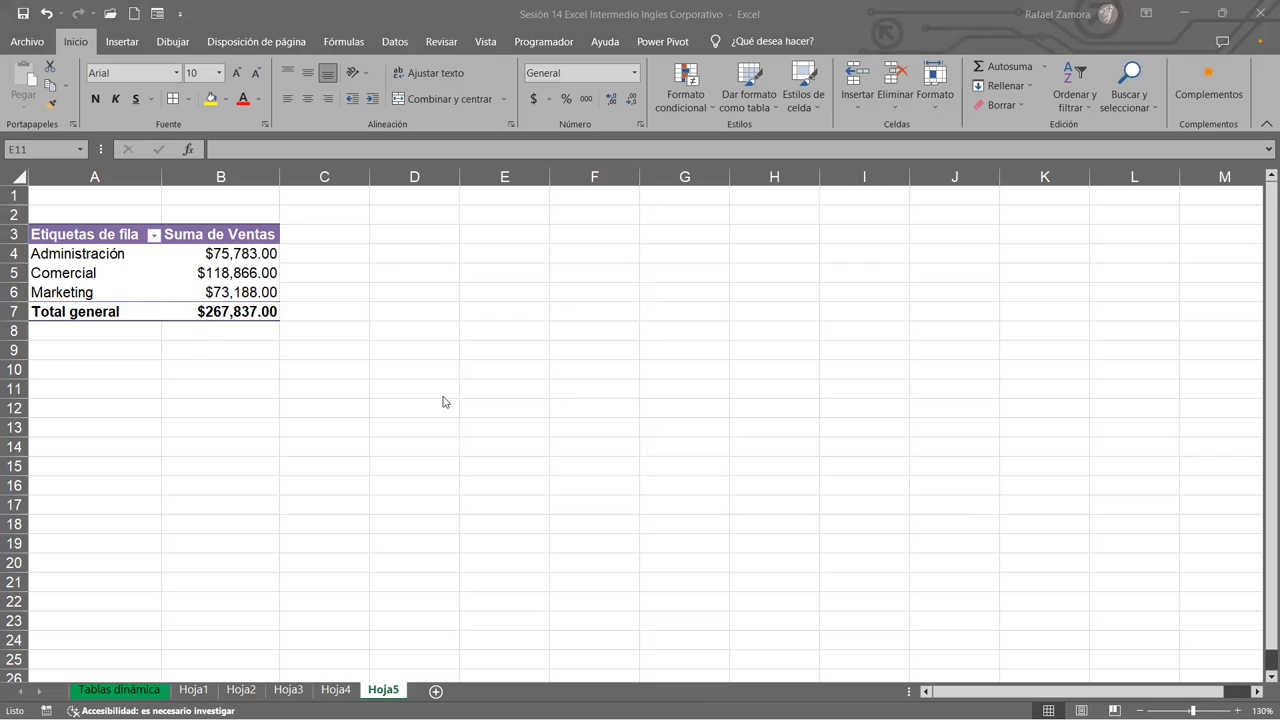 Sesión 14 Excel Intermedio Ingles Corporativo - Excel
Rafael Zamora
Archivo Inicio Insertar Dibujar Disposición de página Fórmulas Datos Revisar Vista Programador Ayuda Power Pivot ¿Qué desea hacer?
Pegar
Portapapeles
Arial 10
N K S
Fuente
Ajustar texto
Combinar y centrar
Alineación
General
$ % 000
Número
Formato condicional
Dar formato como tabla
Estilos de celda
Estilos
Insertar Eliminar Formato
Celdas
Autosuma
Rellenar
Borrar
Ordenar y filtrar
Buscar y seleccionar
Edición
Complementos
Complementos
E11 fx
A B C D E F G H I J K L M
1
2
3 Etiquetas de fila Suma de Ventas
4 Administración $75,783.00
5 Comercial $118,866.00
6 Marketing $73,188.00
7 Total general $267,837.00
8
9
10
11
12
13
14
15
16
17
18
19
20
21
22
23
24
25
26
Tablas dinámica Hoja1 Hoja2 Hoja3 Hoja4 Hoja5
Listo Accesibilidad: es necesario investigar 130%